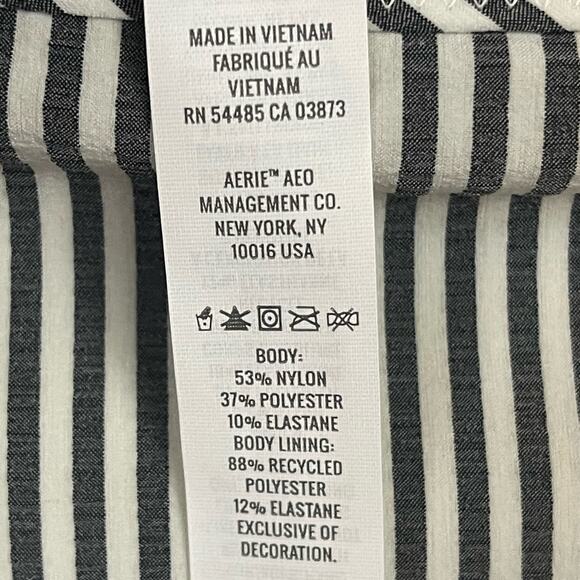 MADE IN VIETNAM
FABRIQUÉ AU
VIETNAM
RN 54485 CA 03873
AERIE™ AEO
MANAGEMENT CO.
NEW YORK, NY
10016 USA
BODY:
53% NYLON
37% POLYESTER
10% ELASTANE
BODY LINING:
88% RECYCLED
POLYESTER
12% ELASTANE
EXCLUSIVE OF
DECORATION.